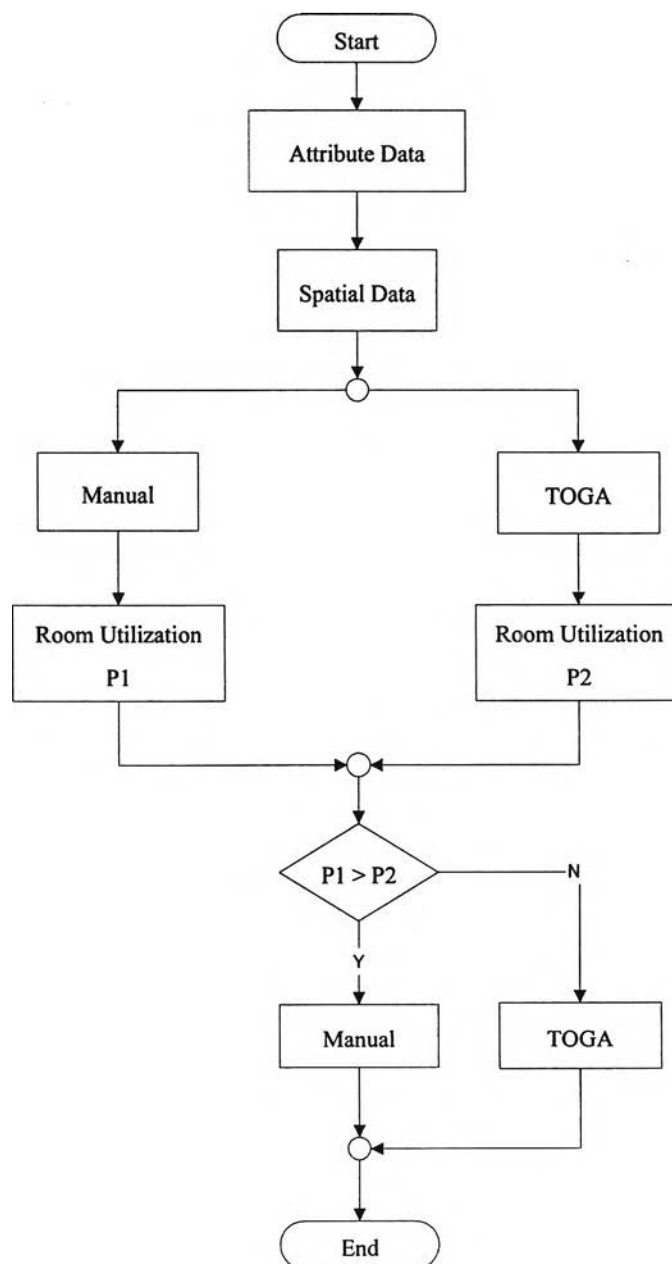 Start
Attribute Data
Spatial Data
Manual
TOGA
Room Utilization
P1
Room Utilization
P2
P1 > P2
N
Y
Manual
TOGA
End